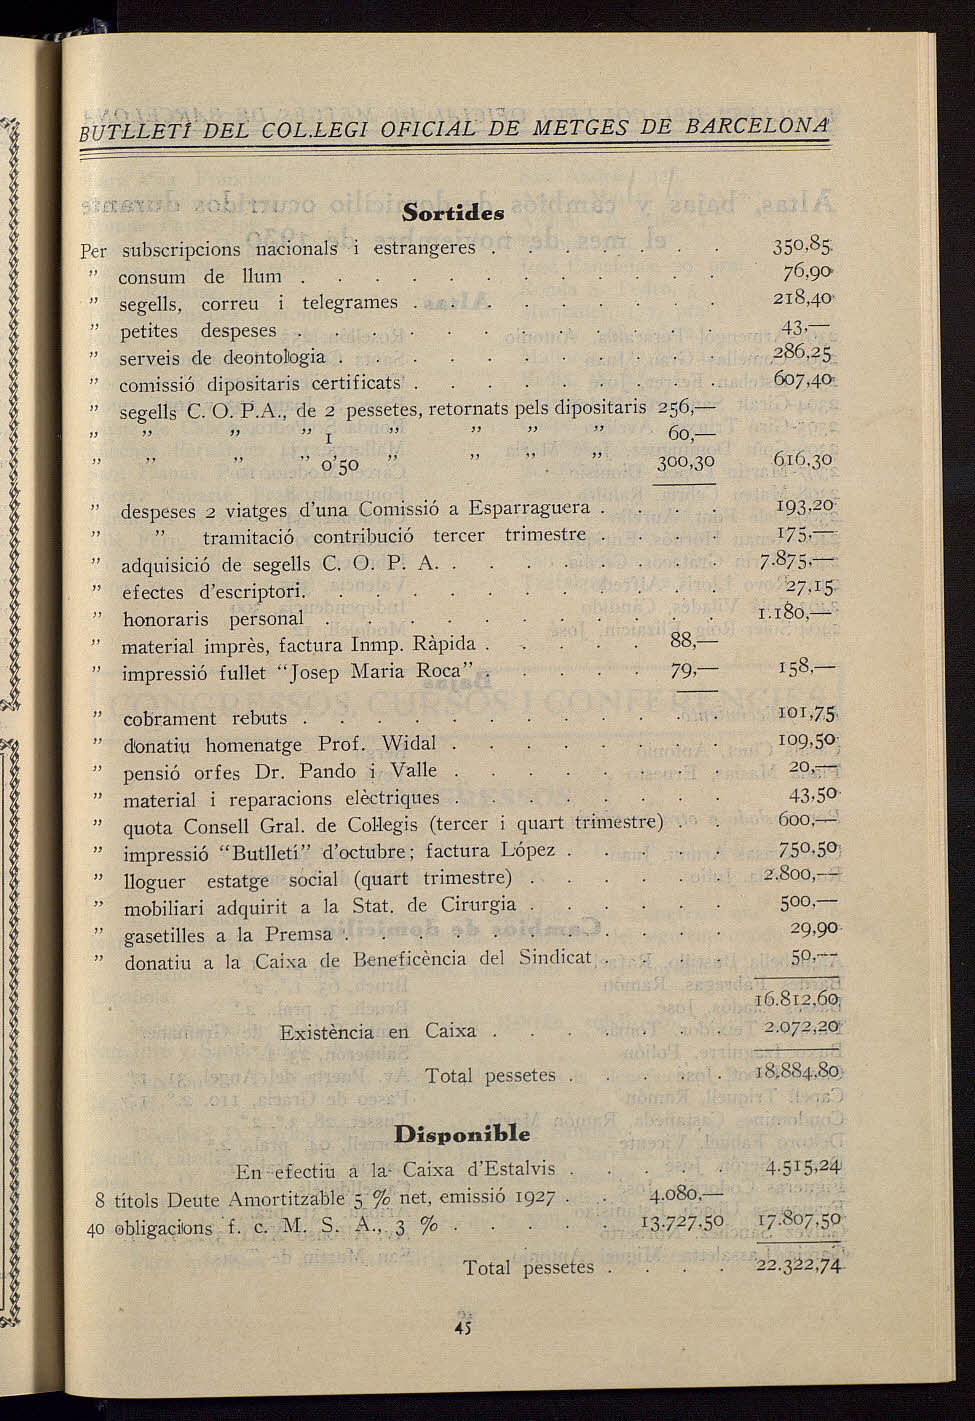 BUTLLETÍ DEL COL.LEGI OFICIAL DE METGES DE BARCELONA
Sortides
Per subscripcions nacionals i estrangeres . . . . . . . 350,85
” consum de llum . . . . . . . . . . . . 76,90
” segells, correu i telegrames . . . . . . . . . 218,40
” petites despeses . . . . . . . . . . . . 43,—
” serveis de deontologia . . . . . . . . . . . 286,25
” comissió dipositaris certificats . . . . . . . . . 607,40
” segells C. O. P.A., de 2 pessetes, retornats pels dipositaris 256,—
” ” ” ” 1 ” ” ” ” 60,—
” ” ” ” 0’50 ” ” ” ” 300,30 616,30
” despeses 2 viatges d’una Comissió a Esparraguera . . . . 193,20
” ” tramitació contribució tercer trimestre . . . 175,—
” adquisició de segells C. O. P. A. . . . . . . . . 7.875,—
” efectes d’escriptori. . . . . . . . . . . . 27,15
” honoraris personal . . . . . . . . . . . 1.180,—
” material imprès, factura Inmp. Ràpida . . . . . 88,—
” impressió fullet “Josep Maria Roca” . . . . . 79,— 158,—
” cobrament rebuts . . . . . . . . . . . . 101,75
” donatiu homenatge Prof. Widal . . . . . . . . 109,50
” pensió orfes Dr. Pando i Valle . . . . . . . . 20,—
” material i reparacions elèctriques . . . . . . . . 43,50
” quota Consell Gral. de Col·legis (tercer i quart trimestre) . . 600,—
” impressió “Butlletí” d’octubre; factura López . . . . . 750,50
” lloguer estatge social (quart trimestre) . . . . . . 2.800,—
” mobiliari adquirit a la Stat. de Cirurgia . . . . . . 500,—
” gasetilles a la Premsa . . . . . . . . . . . 29,90
” donatiu a la Caixa de Beneficència del Sindicat . . . . 50,—
16.812,60
Existència en Caixa . . . . . . . 2.072,20
Total pessetes . . . . . 18.884,80
Disponible
En efectiu a la Caixa d’Estalvis . . . . . 4.515,24
8 títols Deute Amortitzable 5 % net, emissió 1927 . . 4.080,—
40 obligacions f. c. M. S. A., 3 % . . . . . 13.727,50 17.807,50
Total pessetes . . . . 22.322,74
45